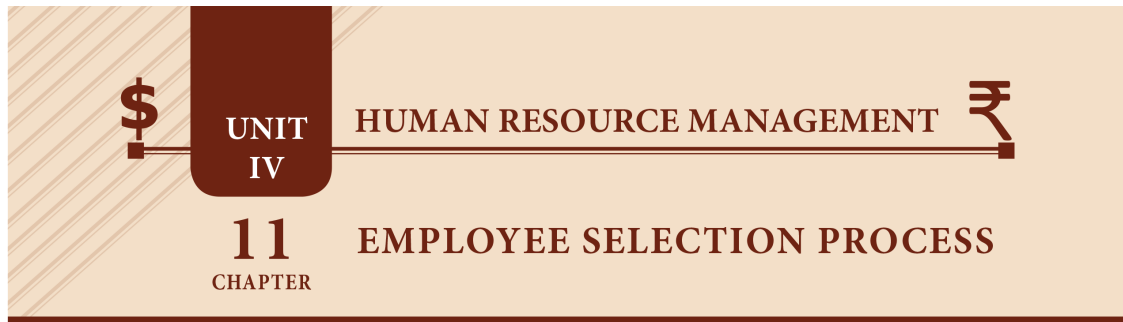 $
₹
UNIT
IV
HUMAN RESOURCE MANAGEMENT
11
CHAPTER
EMPLOYEE SELECTION PROCESS